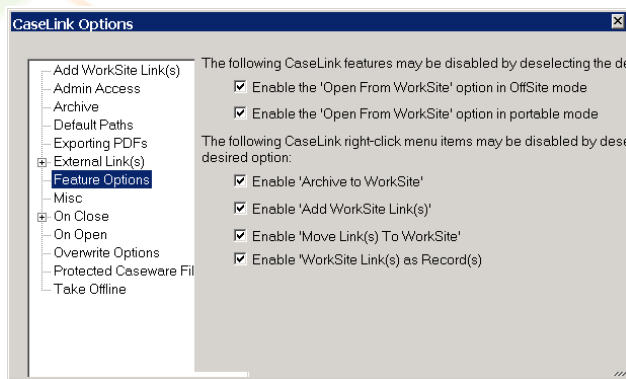 CaseLink Options
Add WorkSite Link(s)
Admin Access
Archive
Default Paths
Exporting PDFs
External Link(s)
Feature Options
Misc
On Close
On Open
Overwrite Options
Protected Caseware Fil
Take Offline
The following CaseLink features may be disabled by deselecting the de
Enable the 'Open From WorkSite' option in OffSite mode
Enable the 'Open From WorkSite' option in portable mode
The following CaseLink right-click menu items may be disabled by dese
desired option:
Enable 'Archive to WorkSite'
Enable 'Add WorkSite Link(s)'
Enable 'Move Link(s) To WorkSite'
Enable 'WorkSite Link(s) as Record(s)